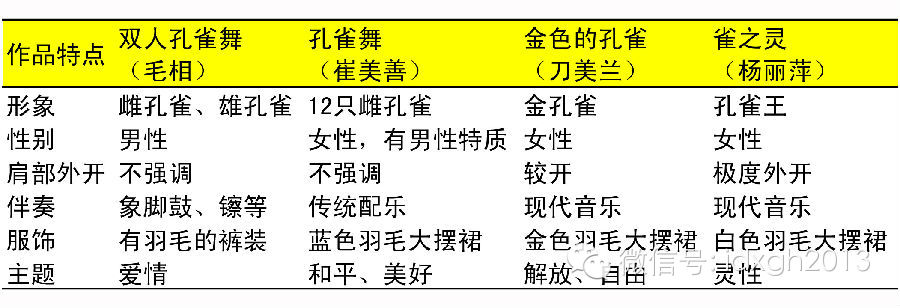 作品特点 双人孔雀舞 孔雀舞 金色的孔雀 雀之灵
（毛相） （崔美善） （刀美兰） （杨丽萍）
形象 雌孔雀、雄孔雀 12只雌孔雀 金孔雀 孔雀王
性别 男性 女性，有男性特质 女性 女性
肩部外开 不强调 不强调 较开 极度外开
伴奏 象脚鼓、镲等 传统配乐 现代音乐 现代音乐
服饰 有羽毛的裤装 蓝色羽毛大摆裙 金色羽毛大摆裙 白色羽毛大摆裙
主题 爱情 和平、美好 解放、自由 灵性
微信号: